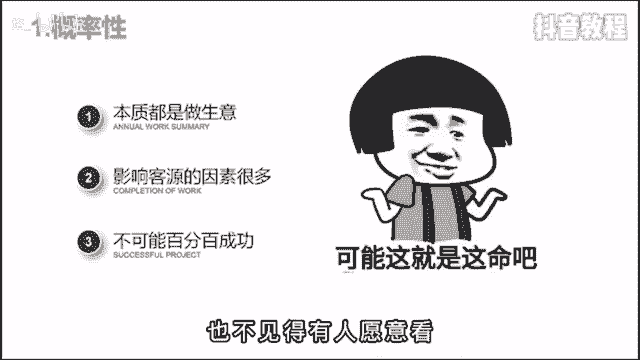 1.概率性
抖音教程
1
本质都是做生意
ANNUAL WORK SUMMARY
2
影响客源的因素很多
COMPLETION OF WORK
3
不可能百分百成功
SUCCESSFUL PROJECT
可能这就是这命吧
也不见得有人愿意看